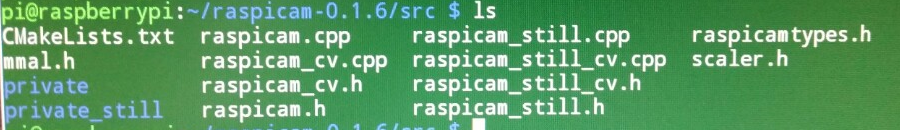 pi@raspberrypi:~/raspicam-0.1.6/src $ ls
CMakeLists.txt raspicam.cpp raspicam_still.cpp raspicamtypes.h
mmal.h raspicam_cv.cpp raspicam_still_cv.cpp scaler.h
private raspicam_cv.h raspicam_still_cv.h
private_still raspicam.h raspicam_still.h
pi@raspberrypi:~/raspicam-0.1.6/src $